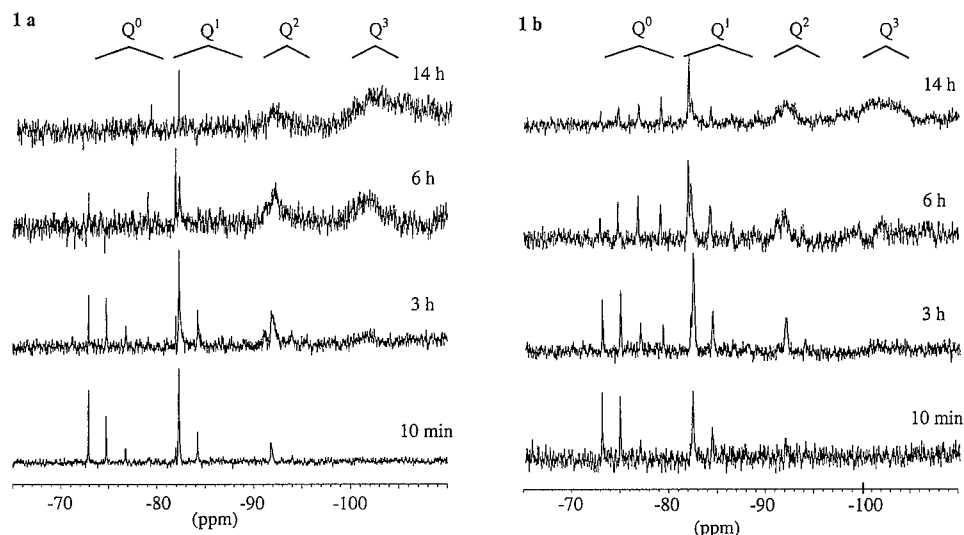 1 a
Q⁰ Q¹ Q² Q³
14 h
6 h
3 h
10 min
-70 -80 -90 -100
(ppm)
1 b
Q⁰ Q¹ Q² Q³
14 h
6 h
3 h
10 min
-70 -80 -90 -100
(ppm)